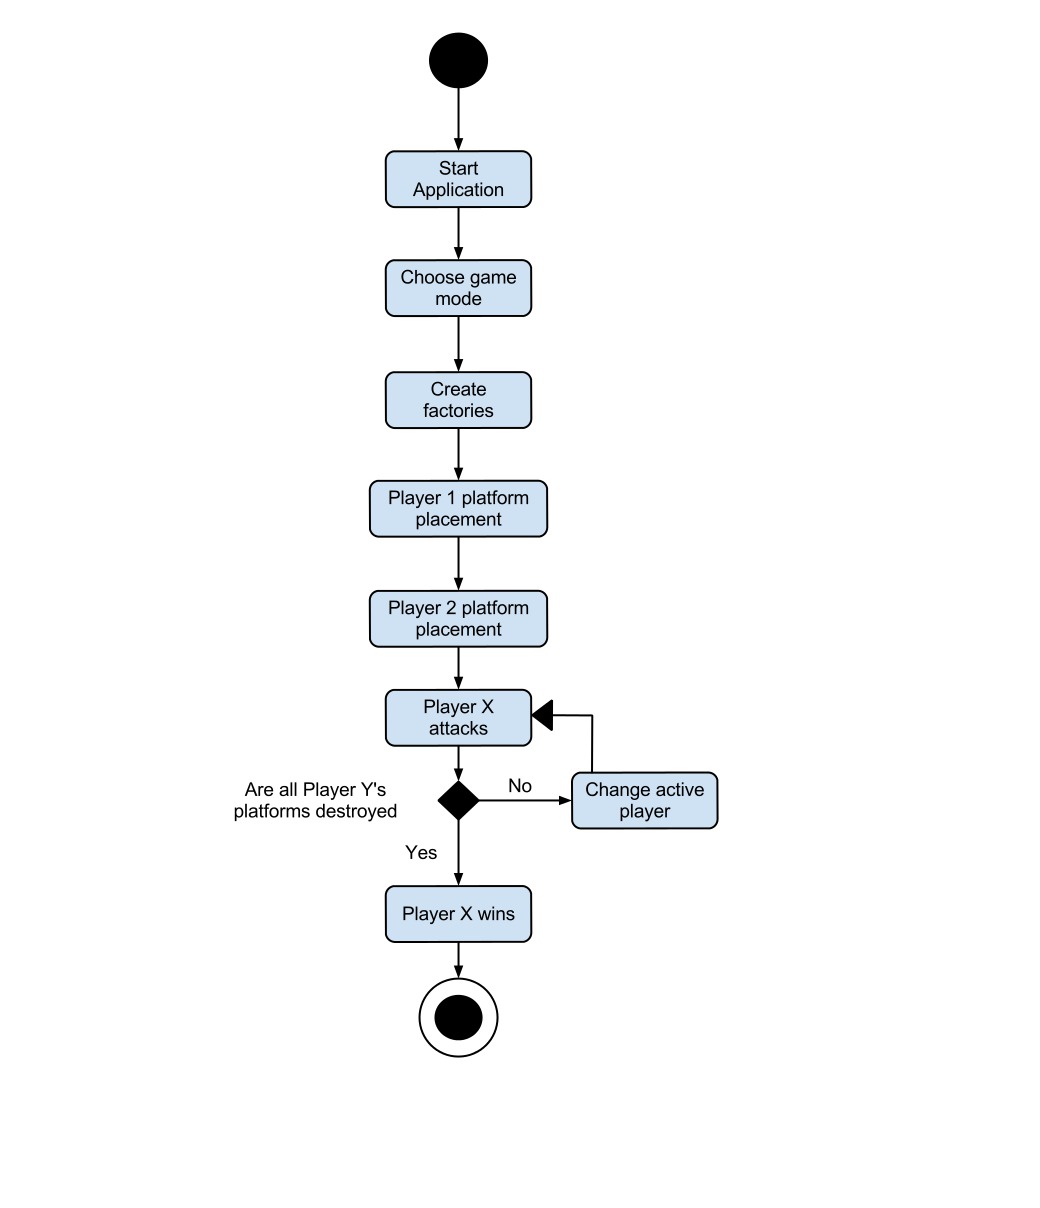 Start
Application
Choose game
mode
Create
factories
Player 1 platform
placement
Player 2 platform
placement
Player X
attacks
Are all Player Y's
platforms destroyed
No
Change active
player
Yes
Player X wins